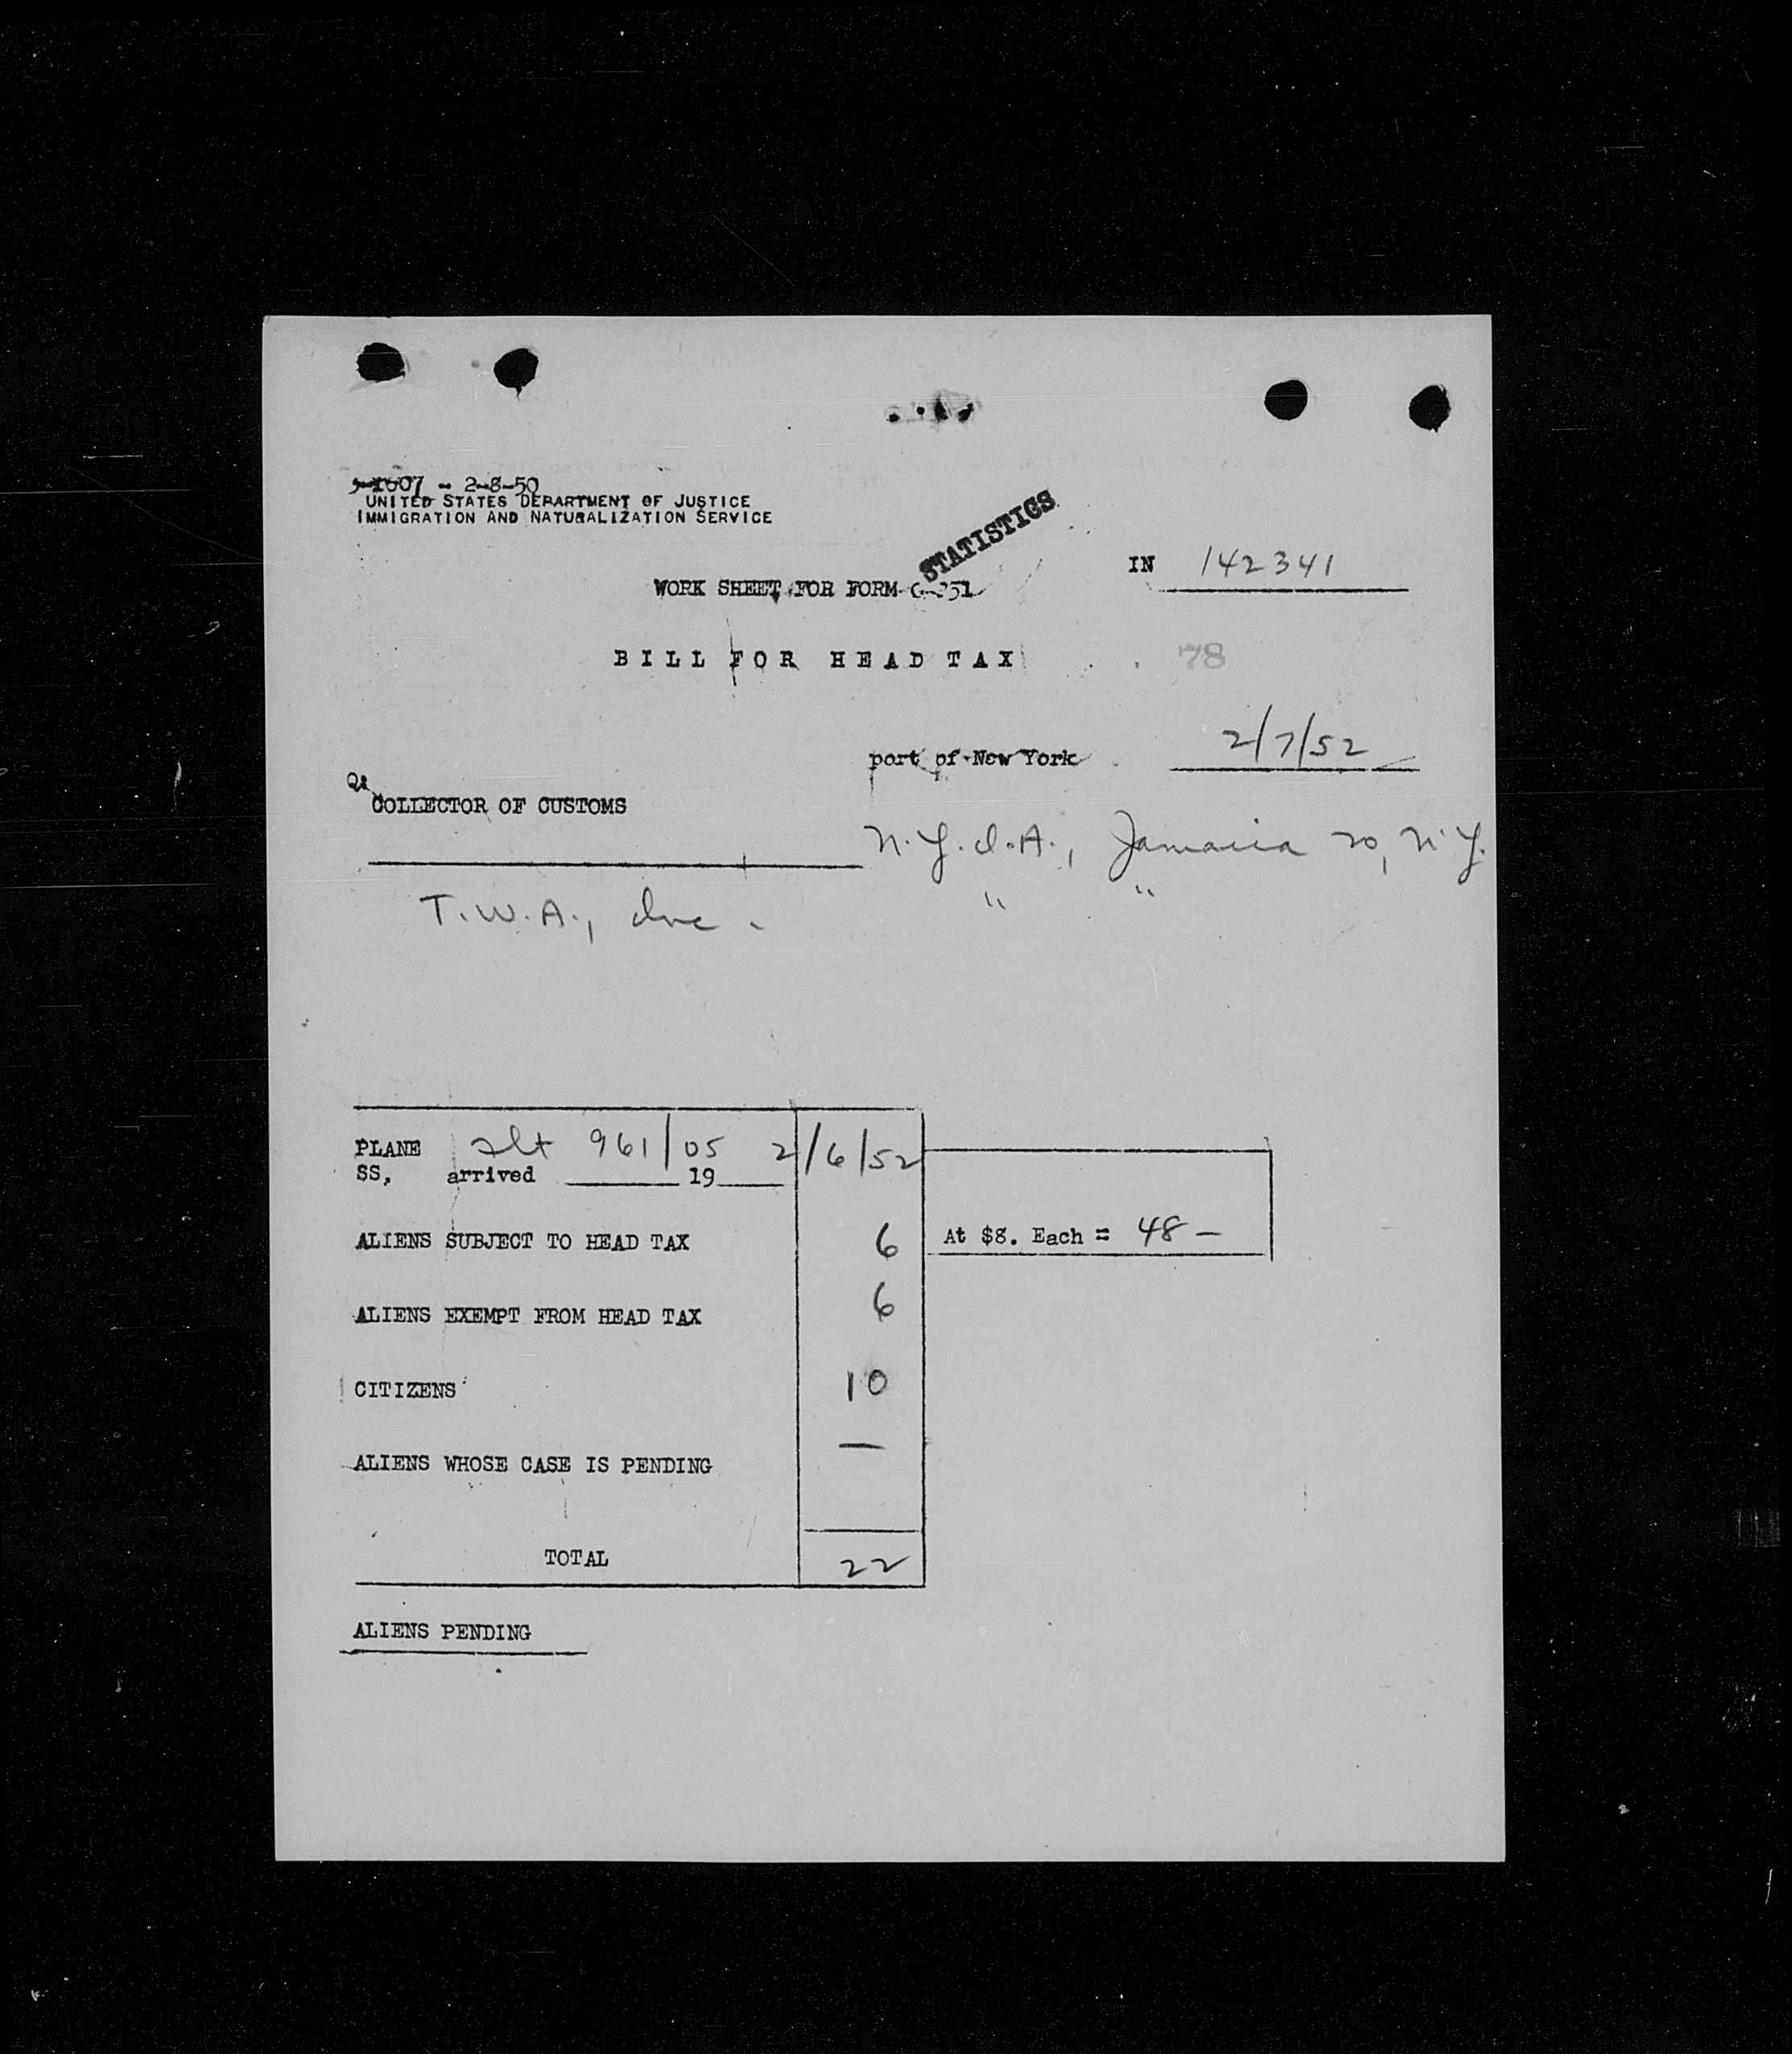 - 2-8-50
UNITED STATES DEPARTMENT OF JUSTICE
IMMIGRATION AND NATURALIZATION SERVICE
STATISTICS
IN 142341
WORK SHEET FOR FORM G-351
BILL FOR HEAD TAX
78
port of New York 2/7/52
COLLECTOR OF CUSTOMS
N.Y.I.A., Jamaica 20, N.Y.
T.W.A., Inc. " "
PLANE flt 961/05 2/6/52
SS, arrived 19
ALIENS SUBJECT TO HEAD TAX 6 At $8. Each = 48 —
ALIENS EXEMPT FROM HEAD TAX 6
CITIZENS 10
ALIENS WHOSE CASE IS PENDING —
TOTAL 22
ALIENS PENDING